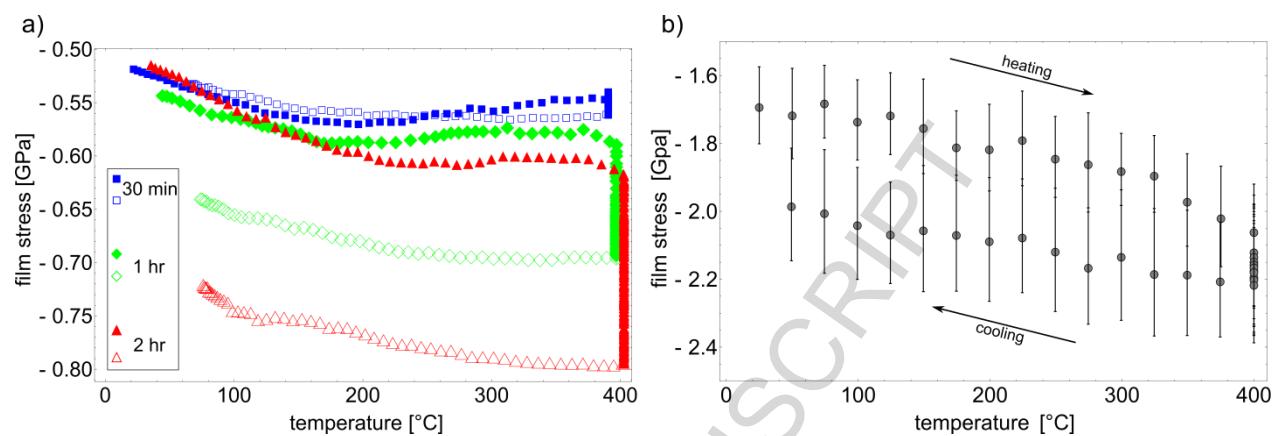 a)
film stress [GPa]
- 0.50
- 0.55
- 0.60
- 0.65
- 0.70
- 0.75
- 0.80
30 min
1 hr
2 hr
0 100 200 300 400
temperature [°C]
b)
film stress [Gpa]
- 1.6
- 1.8
- 2.0
- 2.2
- 2.4
heating
cooling
0 100 200 300 400
temperature [°C]